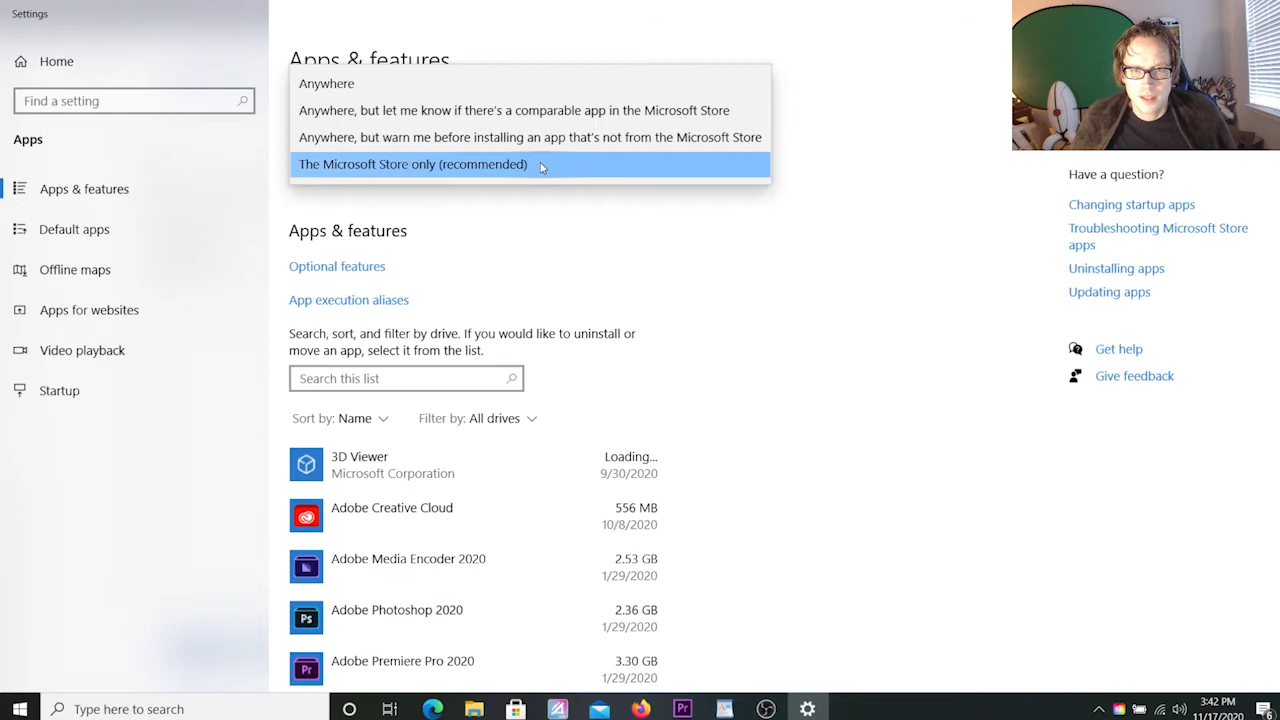 Settings
Home
Find a setting
Apps
Apps & features
Default apps
Offline maps
Apps for websites
Video playback
Startup
Apps & features
Anywhere
Anywhere, but let me know if there's a comparable app in the Microsoft Store
Anywhere, but warn me before installing an app that's not from the Microsoft Store
The Microsoft Store only (recommended)
Apps & features
Optional features
App execution aliases
Search, sort, and filter by drive. If you would like to uninstall or
move an app, select it from the list.
Search this list
Sort by: Name
Filter by: All drives
3D Viewer
Loading...
Microsoft Corporation
9/30/2020
Adobe Creative Cloud
556 MB
10/8/2020
Adobe Media Encoder 2020
2.53 GB
1/29/2020
Ps
Adobe Photoshop 2020
2.36 GB
1/29/2020
Pr
Adobe Premiere Pro 2020
3.30 GB
1/29/2020
Have a question?
Changing startup apps
Troubleshooting Microsoft Store
apps
Uninstalling apps
Updating apps
Get help
Give feedback
Type here to search
Pr
3:42 PM
11/17/2020